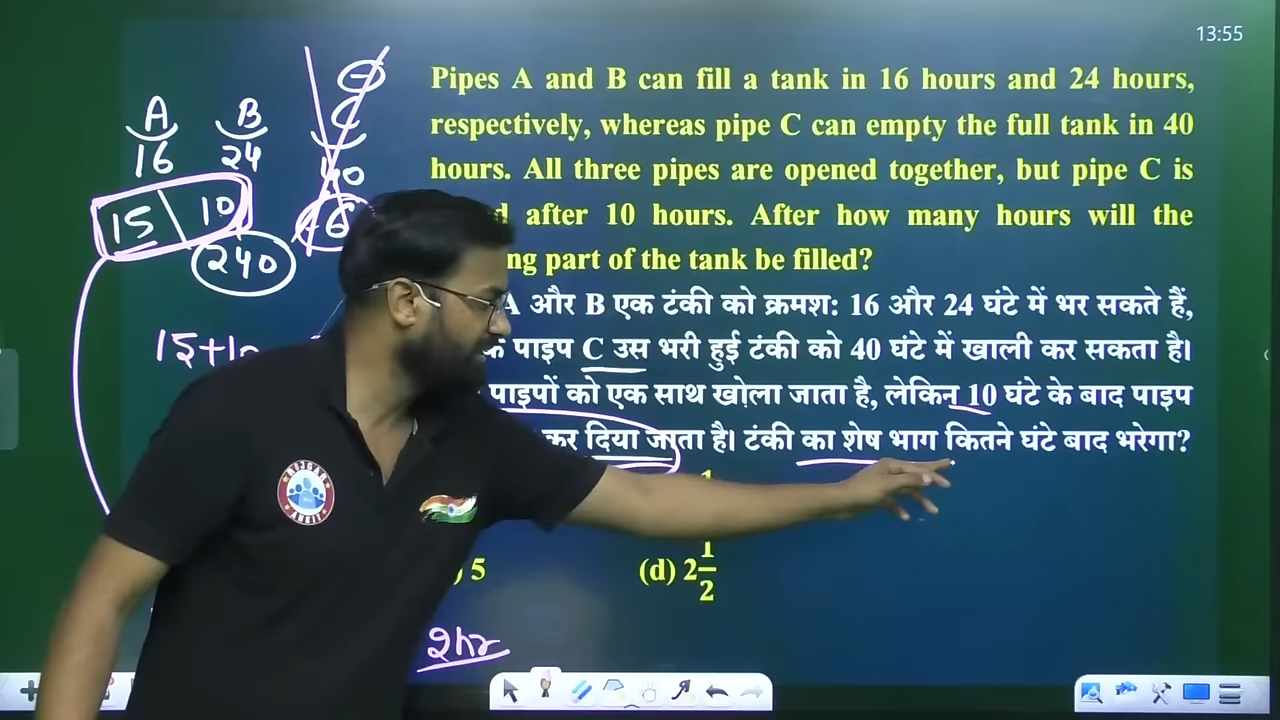 13:55
Pipes A and B can fill a tank in 16 hours and 24 hours,
respectively, whereas pipe C can empty the full tank in 40
hours. All three pipes are opened together, but pipe C is
after 10 hours. After how many hours will the
part of the tank be filled?
A और B एक टंकी को क्रमश: 16 और 24 घंटे में भर सकते हैं,
पाइप C उस भरी हुई टंकी को 40 घंटे में खाली कर सकता है।
पाइपों को एक साथ खोला जाता है, लेकिन 10 घंटे के बाद पाइप
कर दिया जाता है। टंकी का शेष भाग कितने घंटे बाद भरेगा?
5
(d) 2 1/2
A B C
16 24 40
15 10 -6
240
15+10
2hr
ROJGAR
ANKIT